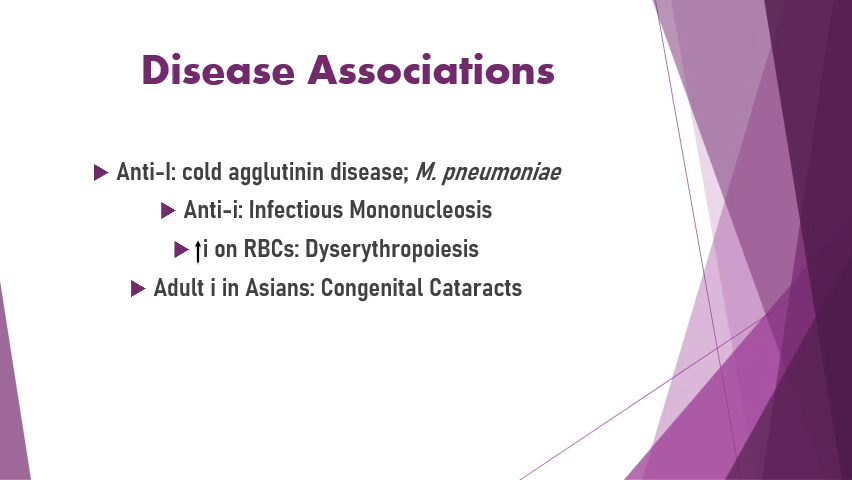 Disease Associations
Anti-I: cold agglutinin disease; M. pneumoniae
Anti-i: Infectious Mononucleosis
↑i on RBCs: Dyserythropoiesis
Adult i in Asians: Congenital Cataracts